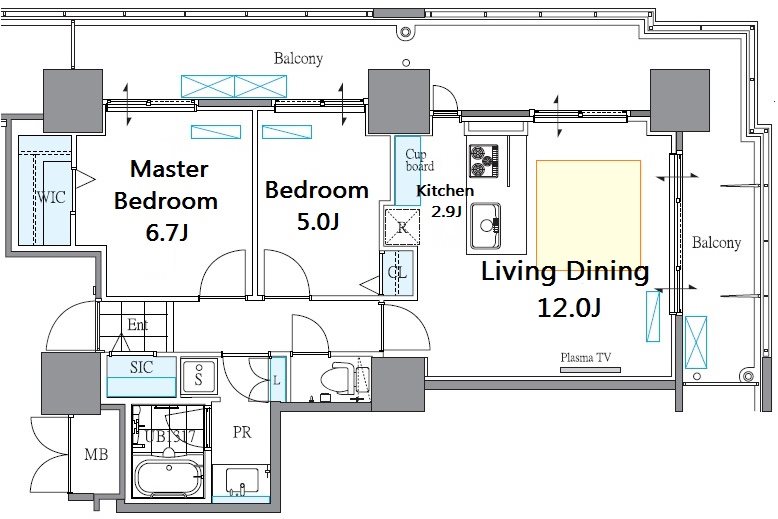 Balcony
Master
Bedroom
6.7J
Bedroom
5.0J
Cup
board
Kitchen
2.9J
WIC
R
CL
Living Dining
12.0J
Balcony
Ent
SIC
S
L
Plasma TV
UB1317
PR
MB